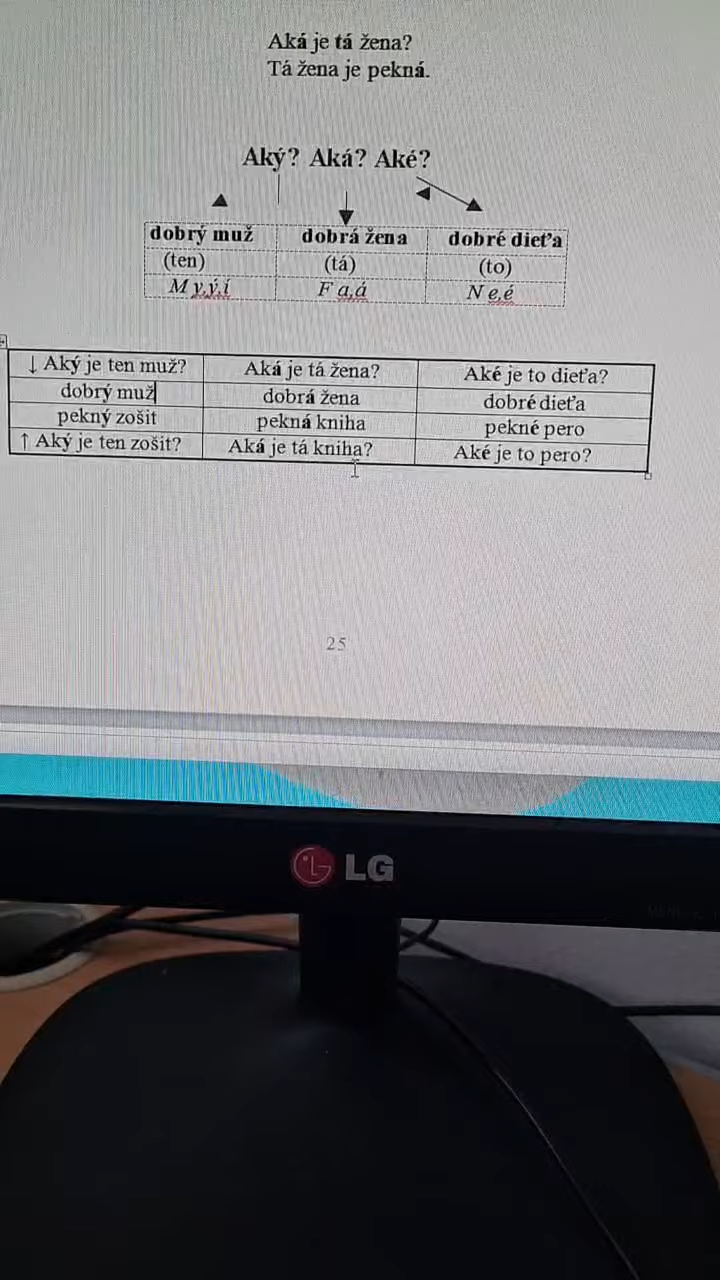 Aká je tá žena?
Tá žena je pekná.
Aký? Aká? Aké?
dobrý muž dobrá žena dobré dieťa
(ten) (tá) (to)
M y,ý,í F a,á N e,é
↓ Aký je ten muž? Aká je tá žena? Aké je to dieťa?
dobrý muž dobrá žena dobré dieťa
pekný zošit pekná kniha pekné pero
↑ Aký je ten zošit? Aká je tá kniha? Aké je to pero?
25
LG